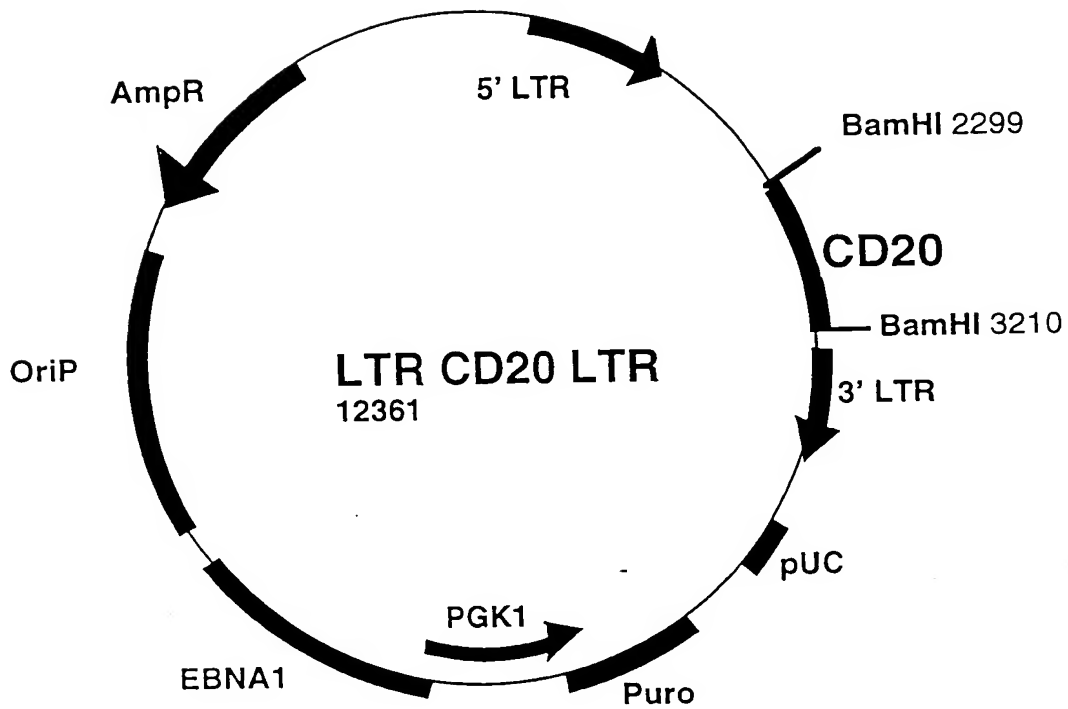 AmpR
5' LTR
BamHI 2299
CD20
BamHI 3210
OriP
LTR CD20 LTR
12361
3' LTR
pUC
PGK1
EBNA1
Puro